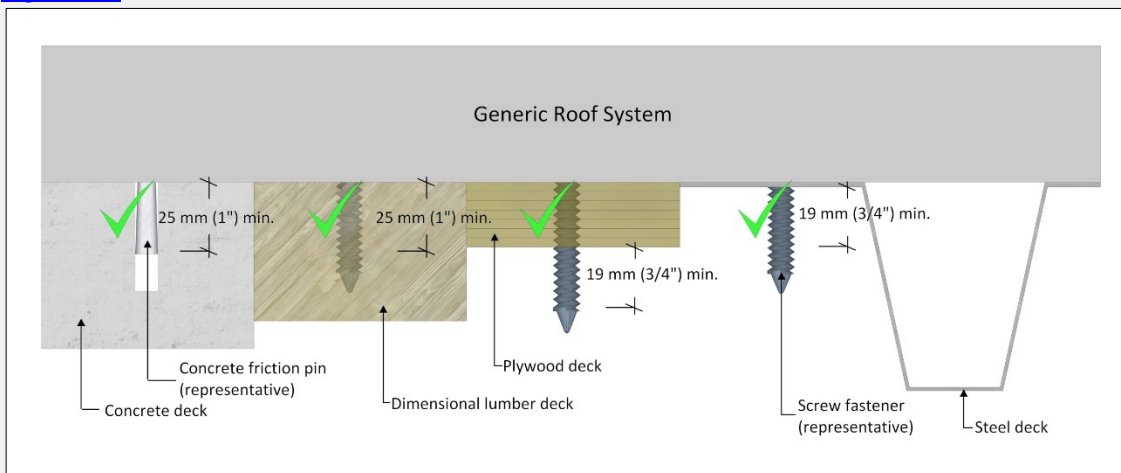 Generic Roof System
25 mm (1") min.
25 mm (1") min.
19 mm (3/4") min.
19 mm (3/4") min.
Concrete friction pin
(representative)
Concrete deck
Dimensional lumber deck
Plywood deck
Screw fastener
(representative)
Steel deck